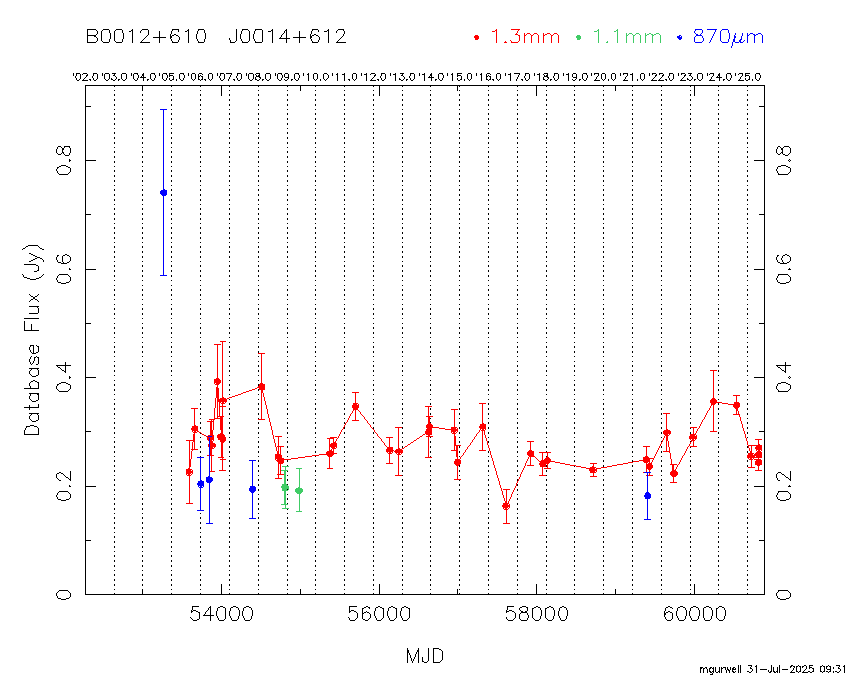 B0012+610 J0014+612 1.3mm 1.1mm 870μm
'02.0 '03.0 '04.0 '05.0 '06.0 '07.0 '08.0 '09.0 '10.0 '11.0 '12.0 '13.0 '14.0 '15.0 '16.0 '17.0 '18.0 '19.0 '20.0 '21.0 '22.0 '23.0 '24.0 '25.0
0.8 0.8
0.6 0.6
0.4 0.4
0.2 0.2
0 0
Database Flux (Jy)
54000 56000 58000 60000
MJD
mgurwell 31-Jul-2025 09:31